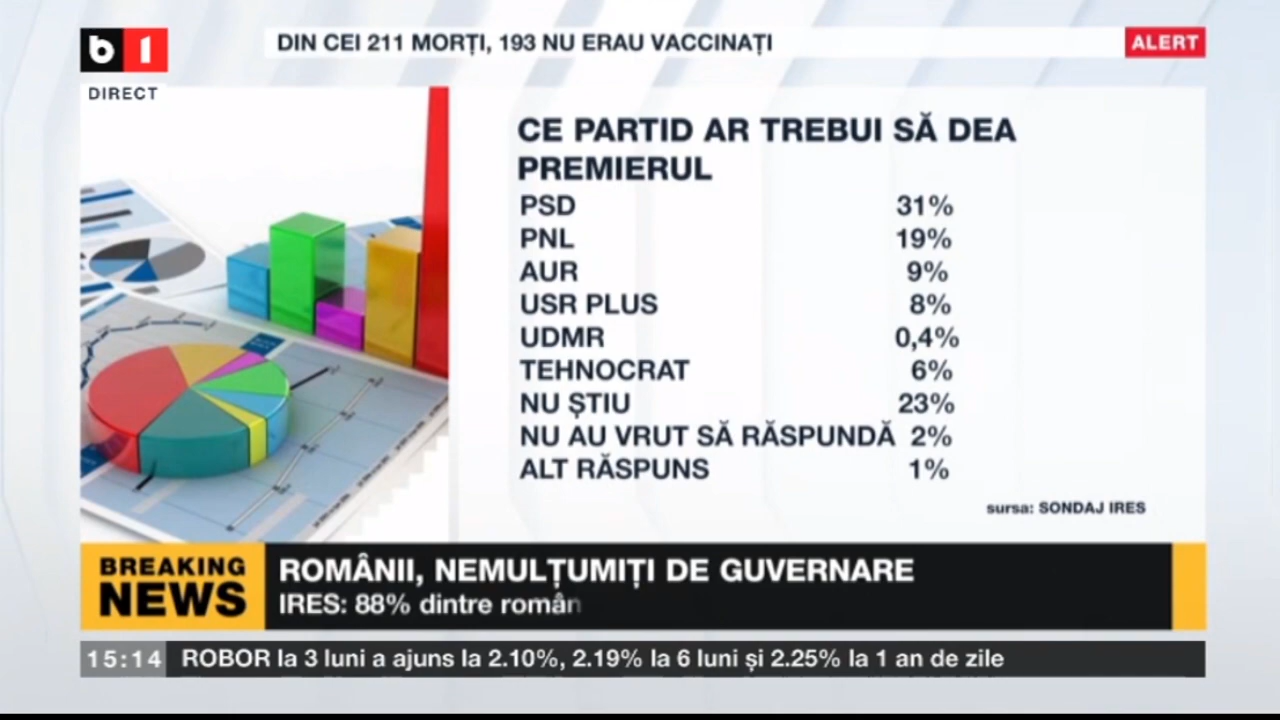 b1
DIN CEI 211 MORȚI, 193 NU ERAU VACCINAȚI
ALERT
DIRECT
CE PARTID AR TREBUI SĂ DEA
PREMIERUL
PSD 31%
PNL 19%
AUR 9%
USR PLUS 8%
UDMR 0,4%
TEHNOCRAT 6%
NU ȘTIU 23%
NU AU VRUT SĂ RĂSPUNDĂ 2%
ALT RĂSPUNS 1%
sursa: SONDAJ IRES
BREAKING
NEWS
ROMÂNII, NEMULȚUMIȚI DE GUVERNARE
IRES: 88% dintre român
15:14 ROBOR la 3 luni a ajuns la 2.10%, 2.19% la 6 luni și 2.25% la 1 an de zile